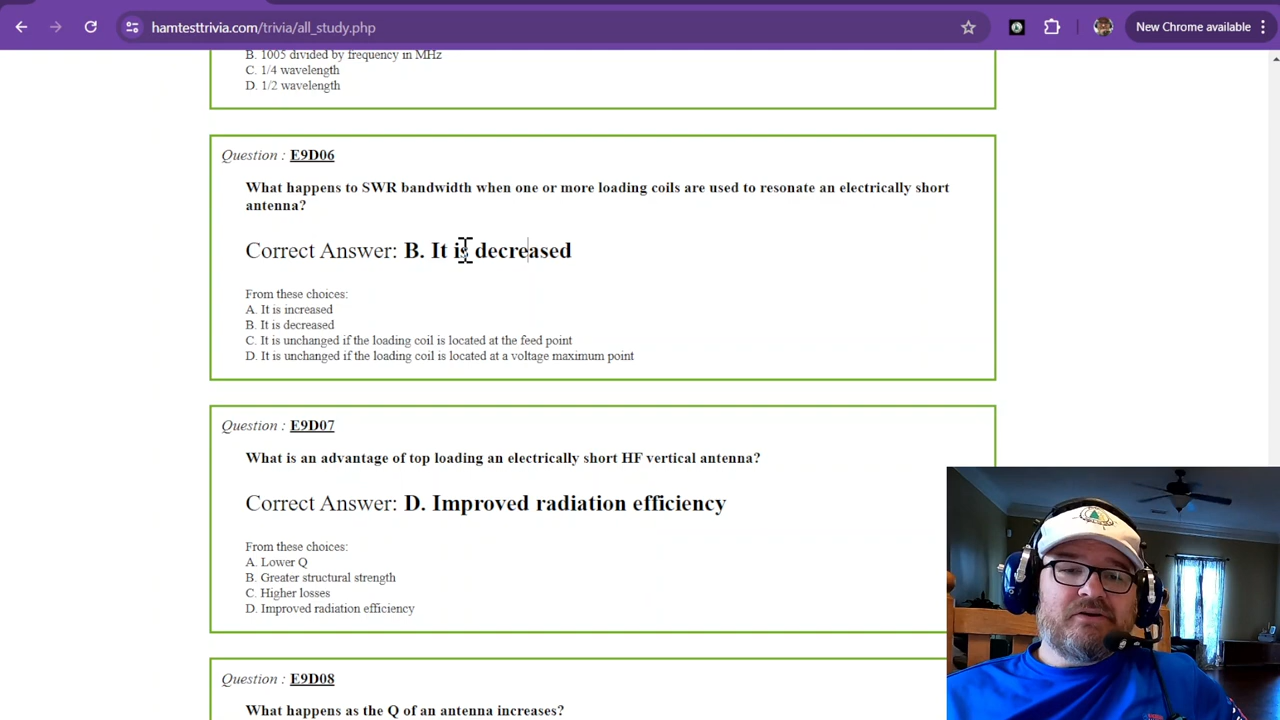 hamtesttrivia.com/trivia/all_study.php
New Chrome available
B. 1005 divided by frequency in MHz
C. 1/4 wavelength
D. 1/2 wavelength
Question : E9D06
What happens to SWR bandwidth when one or more loading coils are used to resonate an electrically short
antenna?
Correct Answer: B. It is decreased
From these choices:
A. It is increased
B. It is decreased
C. It is unchanged if the loading coil is located at the feed point
D. It is unchanged if the loading coil is located at a voltage maximum point
Question : E9D07
What is an advantage of top loading an electrically short HF vertical antenna?
Correct Answer: D. Improved radiation efficiency
From these choices:
A. Lower Q
B. Greater structural strength
C. Higher losses
D. Improved radiation efficiency
Question : E9D08
What happens as the Q of an antenna increases?